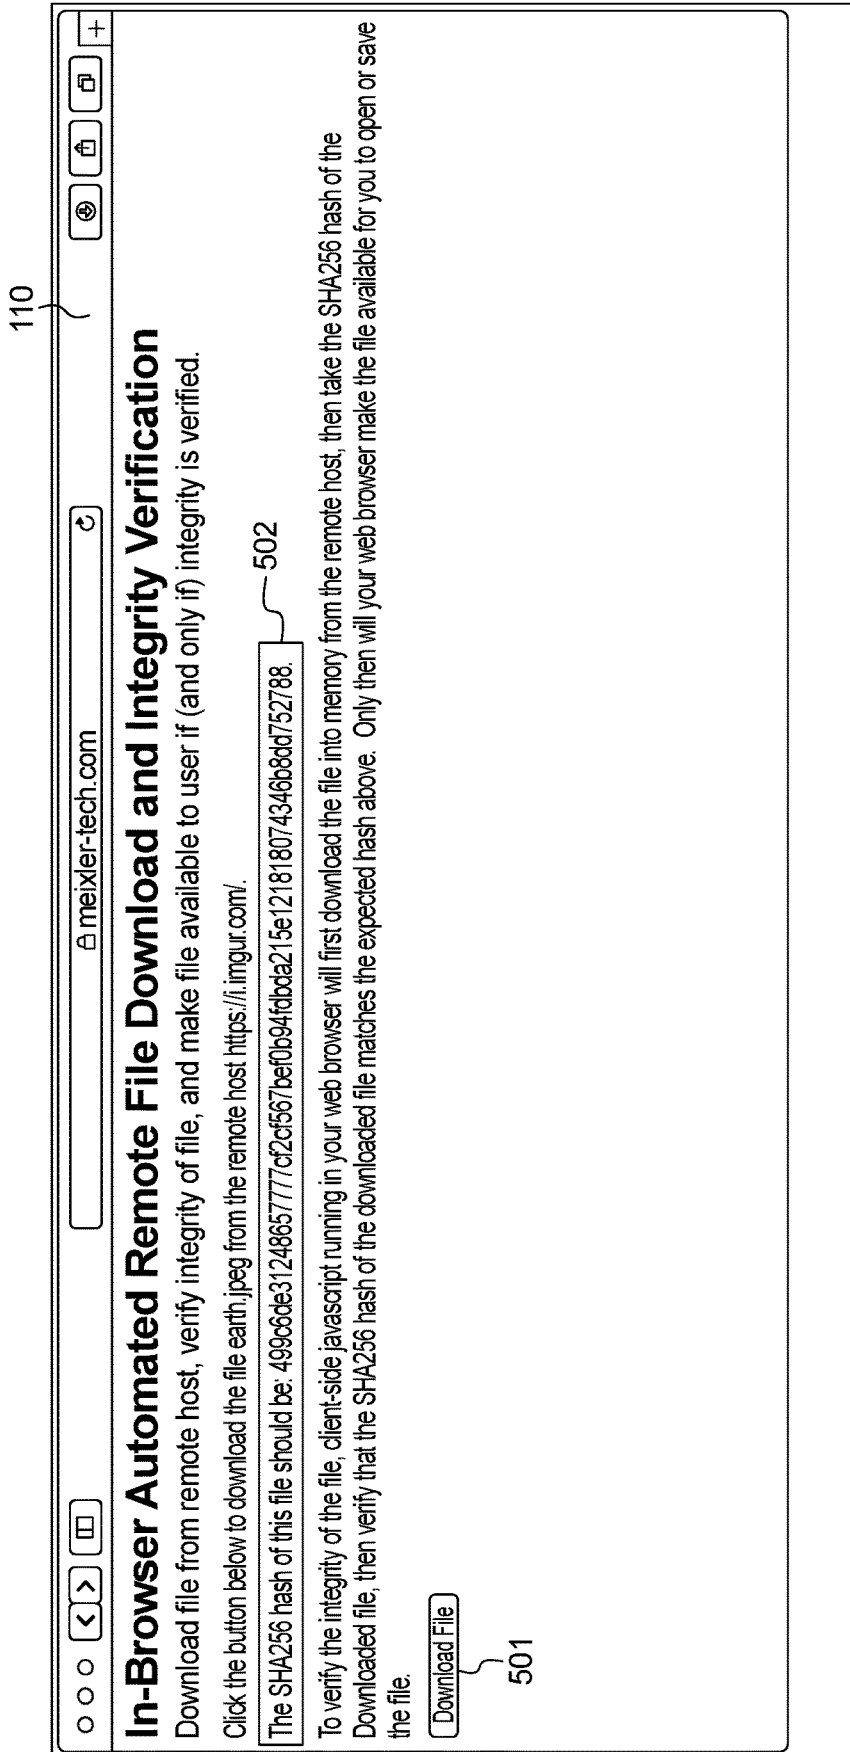 110
meixler-tech.com
In-Browser Automated Remote File Download and Integrity Verification
Download file from remote host, verify integrity of file, and make file available to user if (and only if) integrity is verified.
Click the button below to download the file earth.jpeg from the remote host https://i.imgur.com/.
502
The SHA256 hash of this file should be: 499c6de31248657777cf2cf567bef0b94fdbda215e121818074346b8dd752788.
To verify the integrity of the file, client-side javascript running in your web browser will first download the file into memory from the remote host, then take the SHA256 hash of the
Downloaded file, then verify that the SHA256 hash of the downloaded file matches the expected hash above. Only then will your web browser make the file available for you to open or save
the file.
Download File
501